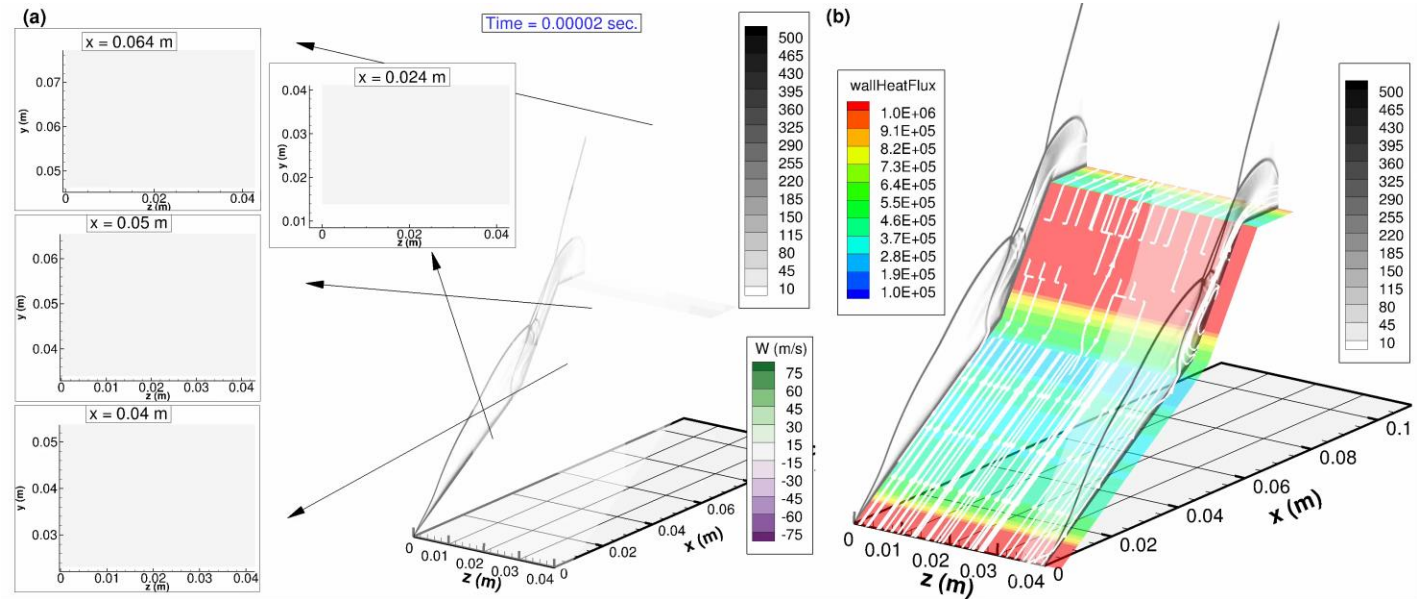 (a)
Time = 0.00002 sec.
x = 0.064 m
y (m)
0.07
0.06
0.05
0 0.02 0.04
z (m)
x = 0.024 m
y (m)
0.04
0.03
0.02
0.01
0 0.02 0.04
z (m)
x = 0.05 m
y (m)
0.06
0.05
0.04
0 0.01 0.02 0.03 0.04
z (m)
x = 0.04 m
y (m)
0.05
0.04
0.03
0 0.01 0.02 0.03 0.04
z (m)
500
465
430
395
360
325
290
255
220
185
150
115
80
45
10
W (m/s)
75
60
45
30
15
-15
-30
-45
-60
-75
0 0.01 0.02 0.03 0.04
z (m)
0 0.02 0.04 0.06
x (m)
(b)
wallHeatFlux
1.0E+06
9.1E+05
8.2E+05
7.3E+05
6.4E+05
5.5E+05
4.6E+05
3.7E+05
2.8E+05
1.9E+05
1.0E+05
500
465
430
395
360
325
290
255
220
185
150
115
80
45
10
0 0.01 0.02 0.03 0.04
z (m)
0 0.02 0.04 0.06 0.08 0.1
x (m)